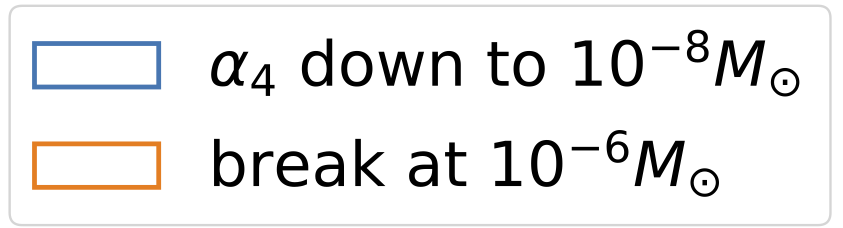 α₄ down to 10⁻⁸M⊙
break at 10⁻⁶M⊙